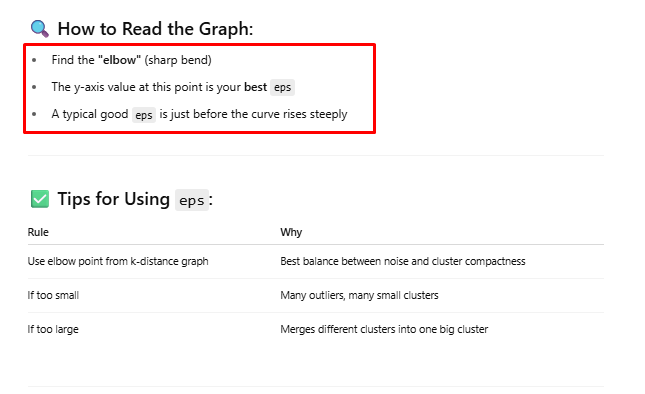 How to Read the Graph:
Find the "elbow" (sharp bend)
The y-axis value at this point is your best eps
A typical good eps is just before the curve rises steeply
Tips for Using eps:
Rule Why
Use elbow point from k-distance graph Best balance between noise and cluster compactness
If too small Many outliers, many small clusters
If too large Merges different clusters into one big cluster